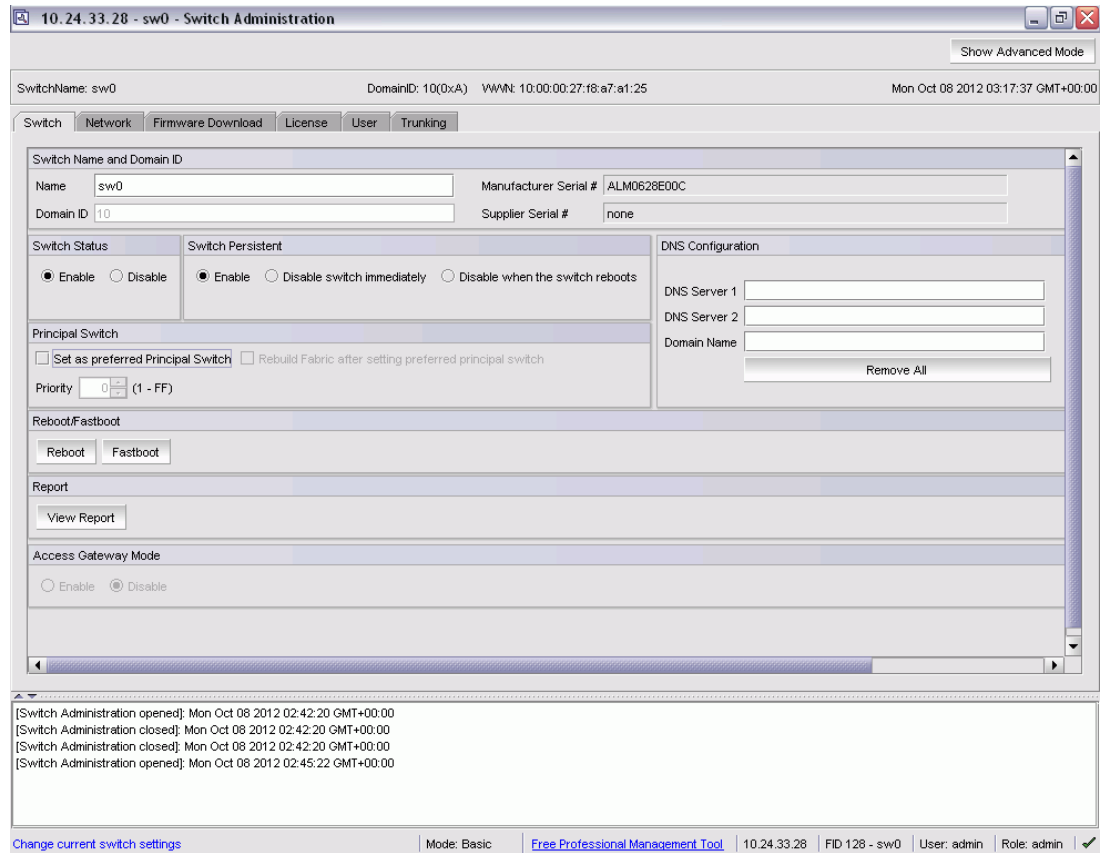 10.24.33.28 - sw0 - Switch Administration
Show Advanced Mode
SwitchName: sw0 DomainID: 10(0xA) WWN: 10:00:00:27:f8:a7:a1:25 Mon Oct 08 2012 03:17:37 GMT+00:00
Switch Network Firmware Download License User Trunking
Switch Name and Domain ID
Name sw0 Manufacturer Serial # ALM0628E00C
Domain ID 10 Supplier Serial # none
Switch Status Switch Persistent DNS Configuration
Enable Disable Enable Disable switch immediately Disable when the switch reboots
DNS Server 1
DNS Server 2
Domain Name
Remove All
Principal Switch
Set as preferred Principal Switch Rebuild Fabric after setting preferred principal switch
Priority 0 (1 - FF)
Reboot/Fastboot
Reboot Fastboot
Report
View Report
Access Gateway Mode
Enable Disable
[Switch Administration opened]: Mon Oct 08 2012 02:42:20 GMT+00:00
[Switch Administration closed]: Mon Oct 08 2012 02:42:20 GMT+00:00
[Switch Administration closed]: Mon Oct 08 2012 02:42:20 GMT+00:00
[Switch Administration opened]: Mon Oct 08 2012 02:45:22 GMT+00:00
Change current switch settings Mode: Basic Free Professional Management Tool 10.24.33.28 FID 128 - sw0 User: admin Role: admin